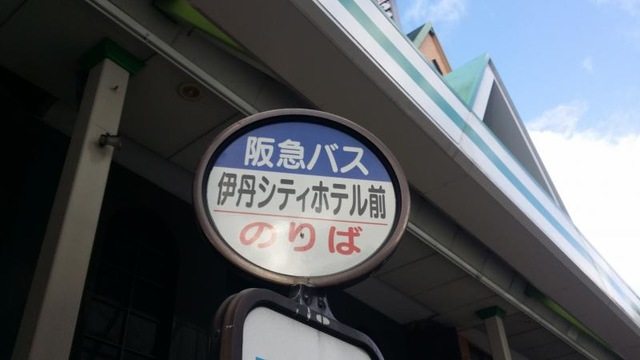 阪急バス
伊丹シティホテル前
のりば